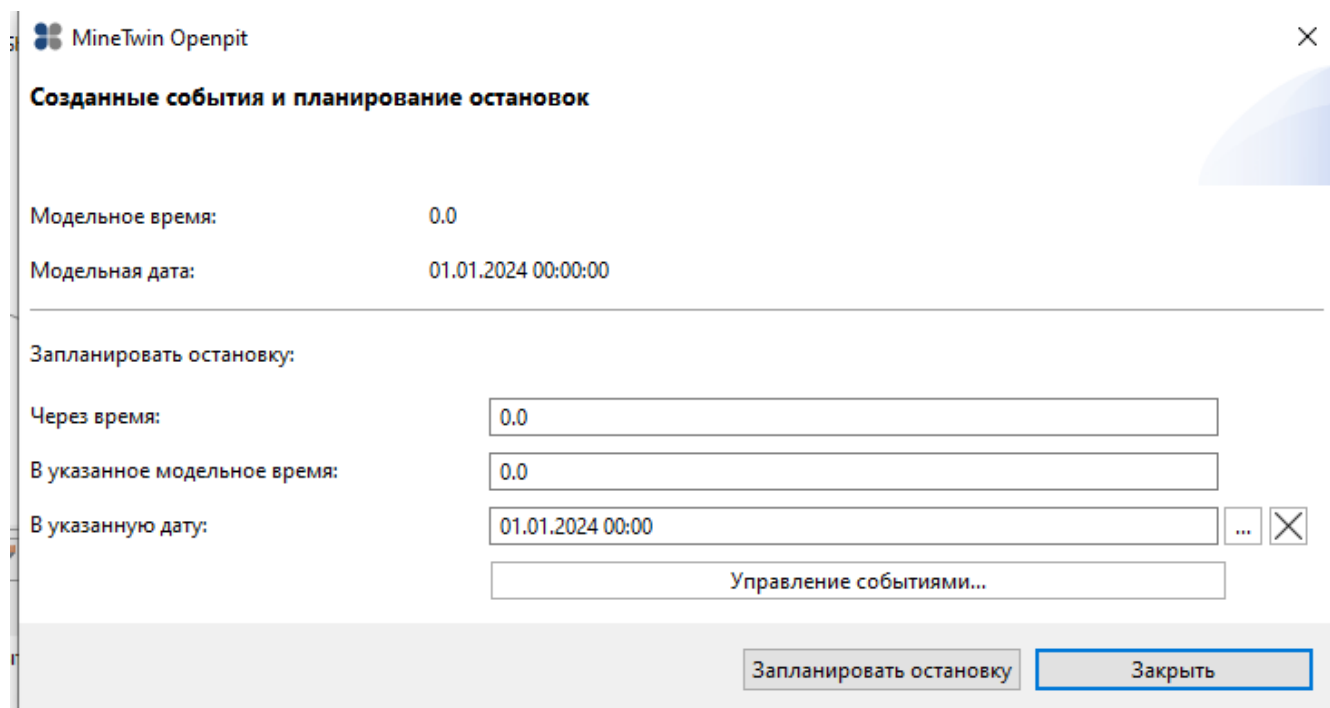 MineTwin Openpit
Созданные события и планирование остановок
Модельное время: 0.0
Модельная дата: 01.01.2024 00:00:00
Запланировать остановку:
Через время: 0.0
В указанное модельное время: 0.0
В указанную дату: 01.01.2024 00:00 ...
Управление событиями...
Запланировать остановку Закрыть